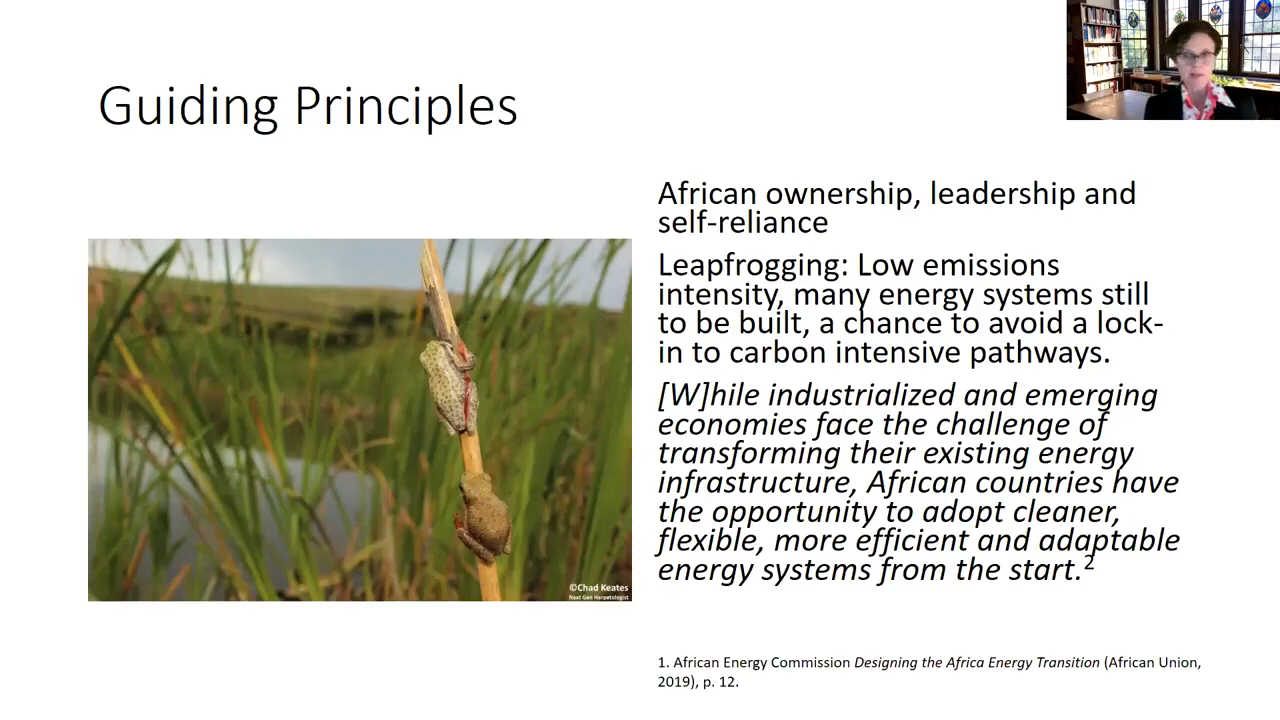 Guiding Principles
African ownership, leadership and
self-reliance
Leapfrogging: Low emissions
intensity, many energy systems still
to be built, a chance to avoid a lock-
in to carbon intensive pathways.
[W]hile industrialized and emerging
economies face the challenge of
transforming their existing energy
infrastructure, African countries have
the opportunity to adopt cleaner,
flexible, more efficient and adaptable
energy systems from the start.²
©Chad Keates
Next Gen Herpetologist
1. African Energy Commission Designing the Africa Energy Transition (African Union,
2019), p. 12.